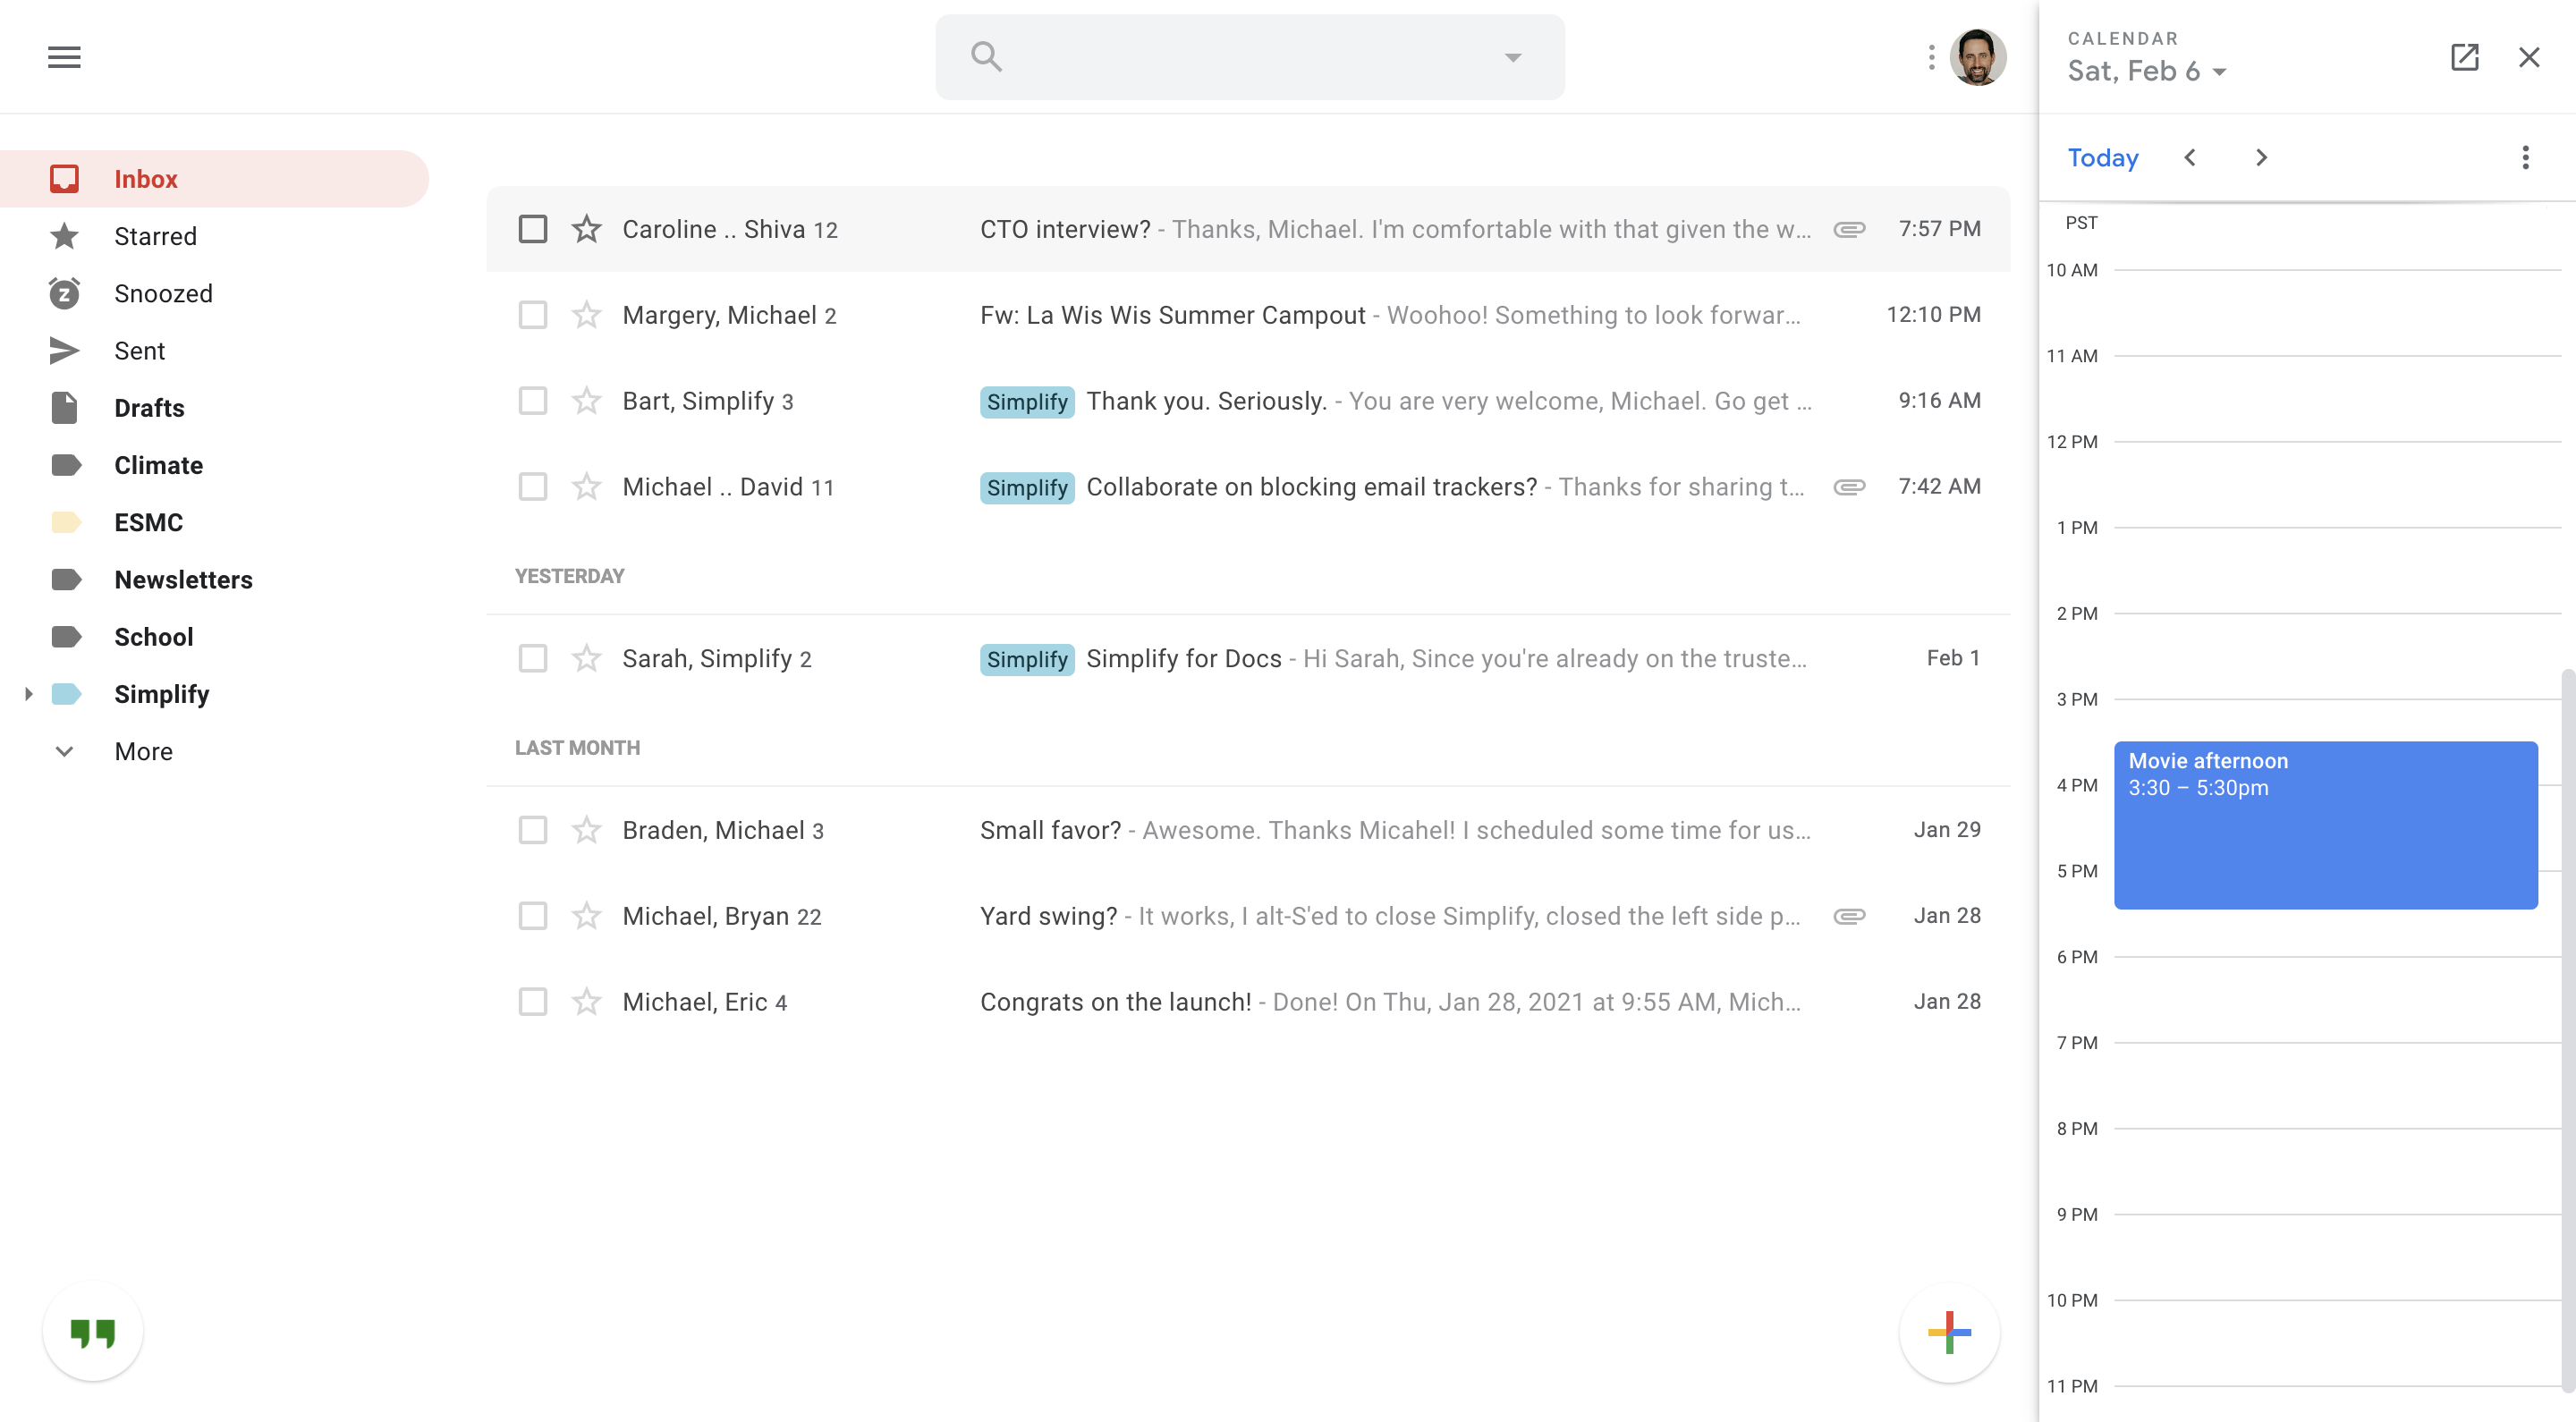 Inbox
Starred
Snoozed
Sent
Drafts
Climate
ESMC
Newsletters
School
Simplify
More
Caroline .. Shiva 12 CTO interview? - Thanks, Michael. I'm comfortable with that given the w... 7:57 PM
Margery, Michael 2 Fw: La Wis Wis Summer Campout - Woohoo! Something to look forwar... 12:10 PM
Bart, Simplify 3 Simplify Thank you. Seriously. - You are very welcome, Michael. Go get ... 9:16 AM
Michael .. David 11 Simplify Collaborate on blocking email trackers? - Thanks for sharing t... 7:42 AM
YESTERDAY
Sarah, Simplify 2 Simplify Simplify for Docs - Hi Sarah, Since you're already on the truste... Feb 1
LAST MONTH
Braden, Michael 3 Small favor? - Awesome. Thanks Micahel! I scheduled some time for us... Jan 29
Michael, Bryan 22 Yard swing? - It works, I alt-S'ed to close Simplify, closed the left side p... Jan 28
Michael, Eric 4 Congrats on the launch! - Done! On Thu, Jan 28, 2021 at 9:55 AM, Mich... Jan 28
CALENDAR
Sat, Feb 6
Today
PST
10 AM
11 AM
12 PM
1 PM
2 PM
3 PM
Movie afternoon
3:30 – 5:30pm
4 PM
5 PM
6 PM
7 PM
8 PM
9 PM
10 PM
11 PM